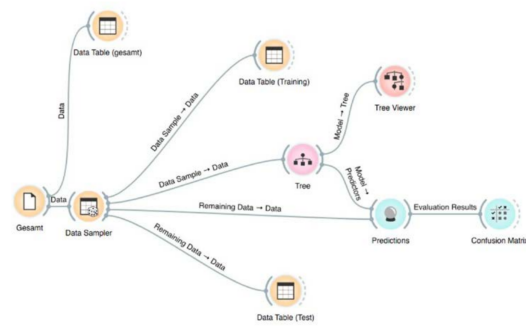 Data Table (gesamt)
Data
Data Table (Training)
Data Sample → Data
Model → Tree
Tree Viewer
Data Sample → Data
Tree
Model →
Predictors
Data
Gesamt
Data Sampler
Remaining Data → Data
Evaluation Results
Predictions
Confusion Matri
Remaining Data → Data
Data Table (Test)